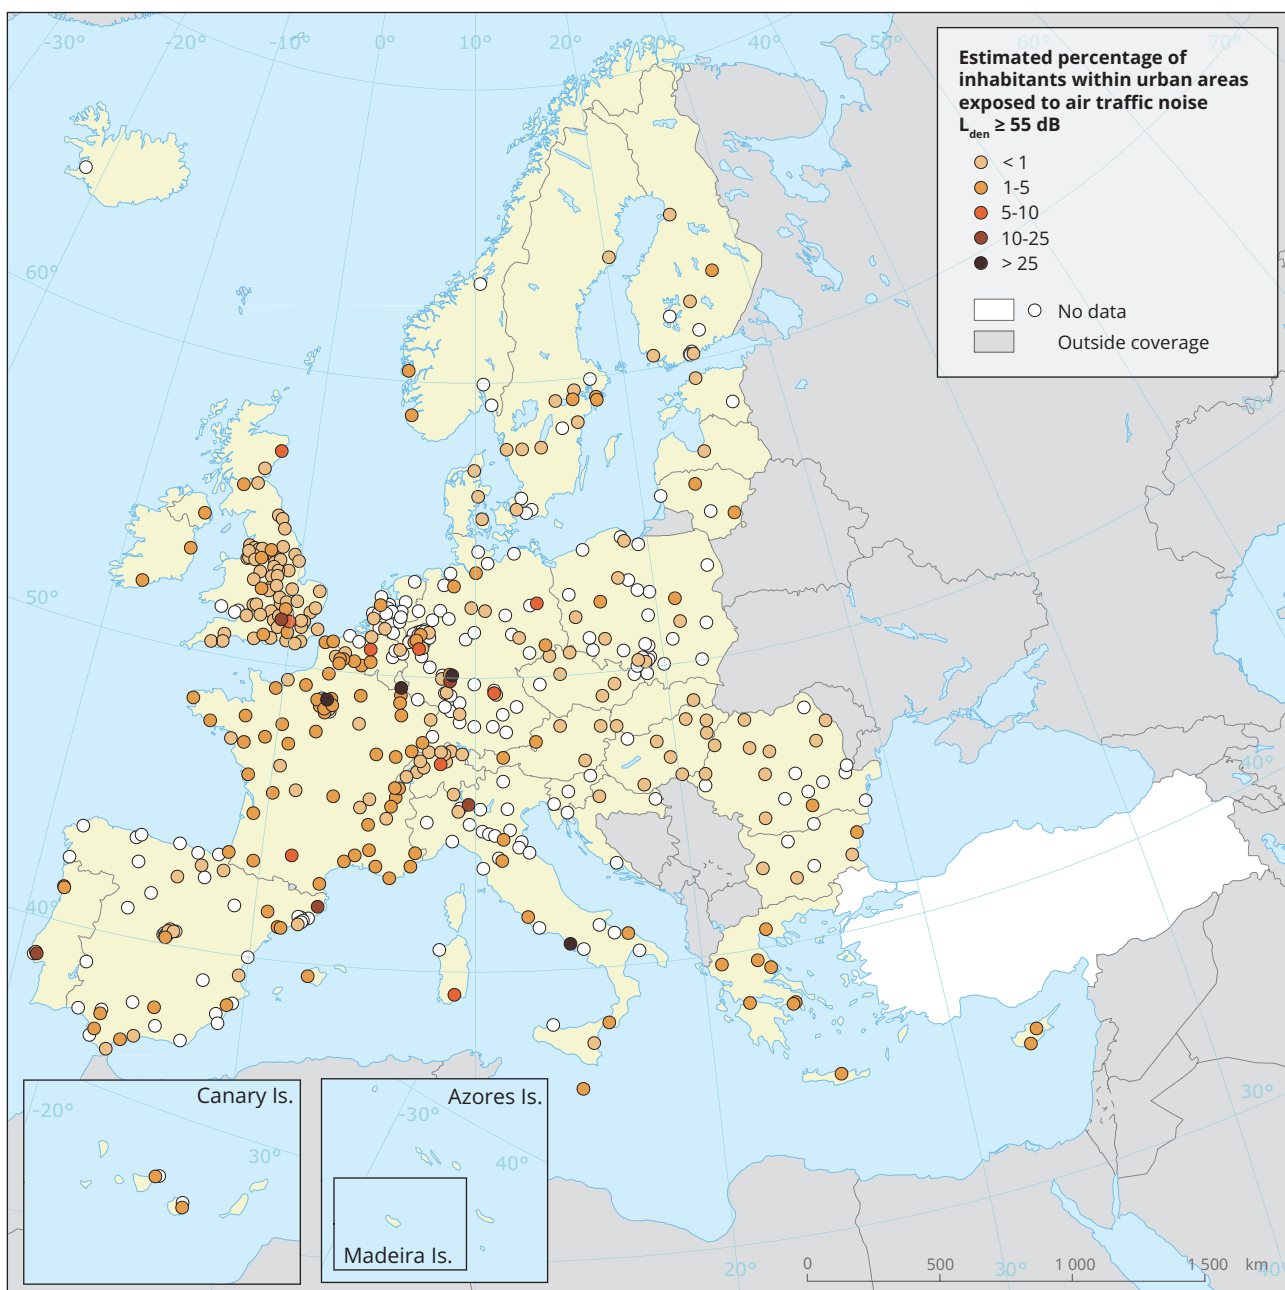 -30°
-20°
-10°
0°
10°
20°
30°
40°
50°
60°
70°
Estimated percentage of
inhabitants within urban areas
exposed to air traffic noise
Lden ≥ 55 dB
< 1
1-5
5-10
10-25
> 25
No data
Outside coverage
60°
50°
50°
40°
40°
Canary Is.
-20°
30°
Azores Is.
-30°
40°
Madeira Is.
30°
20°
30°
40°
0 500 1 000 1 500 km